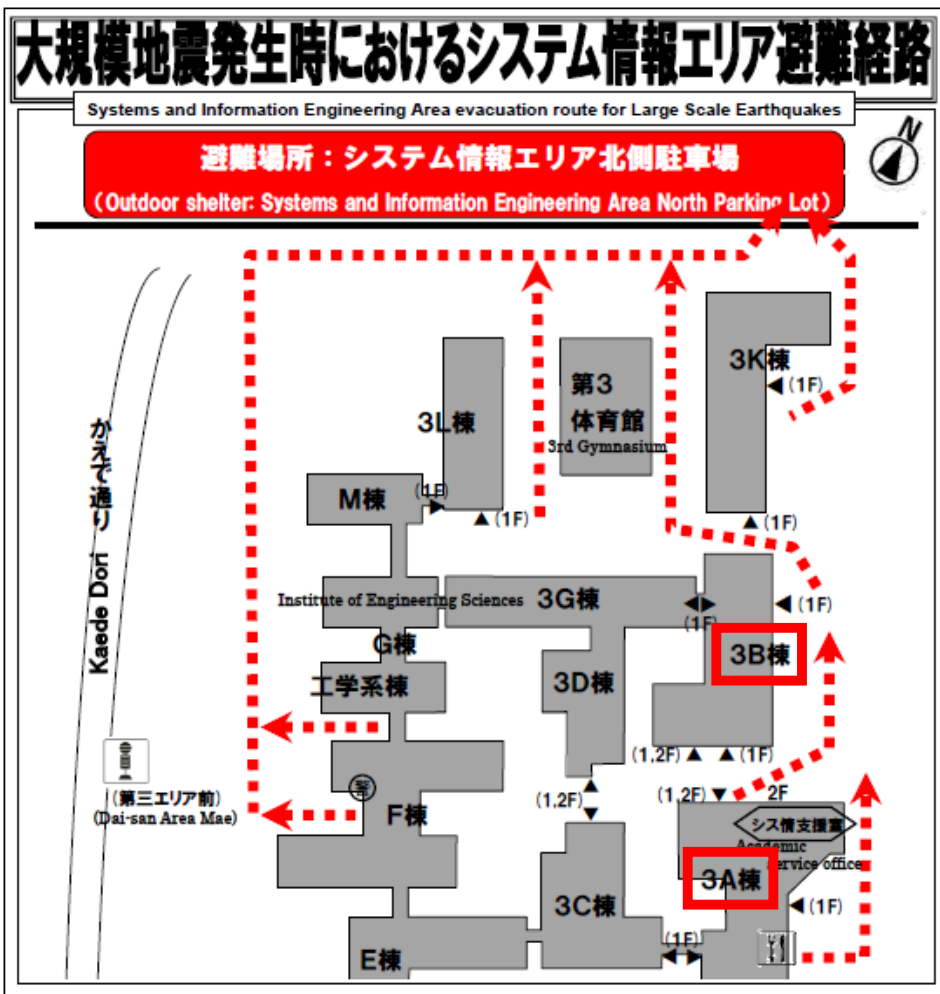 大規模地震発生時におけるシステム情報エリア避難経路
Systems and Information Engineering Area evacuation route for Large Scale Earthquakes
N
避難場所：システム情報エリア北側駐車場
(Outdoor shelter: Systems and Information Engineering Area North Parking Lot)
3K棟
(1F)
第3
体育館
3rd Gymnasium
3L棟
かえで通り
Kaede Dori
M棟
(1F)
(1F)
(1F)
Institute of Engineering Sciences
3G棟
(1F)
(1F)
G棟
3B棟
工学系棟
3D棟
(1,2F)
(1F)
(第三エリア前)
(Dai-san Area Mae)
(1,2F)
(1,2F)
2F
F棟
シス情支援室
Academic
service office
3A棟
3C棟
(1F)
(1F)
E棟